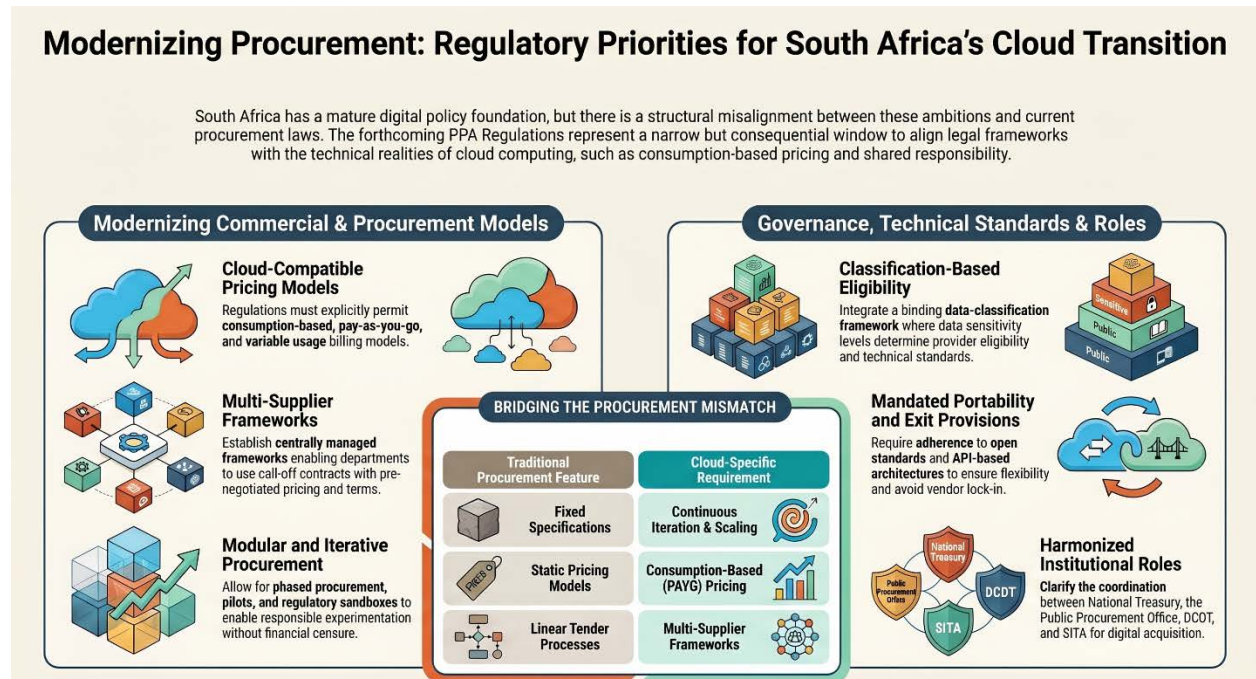 Modernizing Procurement: Regulatory Priorities for South Africa's Cloud Transition
South Africa has a mature digital policy foundation, but there is a structural misalignment between these ambitions and current
procurement laws. The forthcoming PPA Regulations represent a narrow but consequential window to align legal frameworks
with the technical realities of cloud computing, such as consumption-based pricing and shared responsibility.
Modernizing Commercial & Procurement Models
Cloud-Compatible
Pricing Models
Regulations must explicitly permit
consumption-based, pay-as-you-go,
and variable usage billing models.
Multi-Supplier
Frameworks
Establish centrally managed
frameworks enabling departments
to use call-off contracts with pre-
negotiated pricing and terms.
Modular and Iterative
Procurement
Allow for phased procurement,
pilots, and regulatory sandboxes to
enable responsible experimentation
without financial censure.
BRIDGING THE PROCUREMENT MISMATCH
Traditional
Procurement Feature
Cloud-Specific
Requirement
Fixed
Specifications
Continuous
Iteration & Scaling
Static Pricing
Models
Consumption-Based
(PAYG) Pricing
Linear Tender
Processes
Multi-Supplier
Frameworks
Governance, Technical Standards & Roles
Classification-Based
Eligibility
Integrate a binding data-classification
framework where data sensitivity
levels determine provider eligibility
and technical standards.
Sensitive
Public
Public
Mandated Portability
and Exit Provisions
Require adherence to open
standards and API-based
architectures to ensure flexibility
and avoid vendor lock-in.
National
Treasury
Public
Procurement
Offers
DCDT
SITA
Harmonized
Institutional Roles
Clarify the coordination
between National Treasury, the
Public Procurement Office, DCOT,
and SITA for digital acquisition.